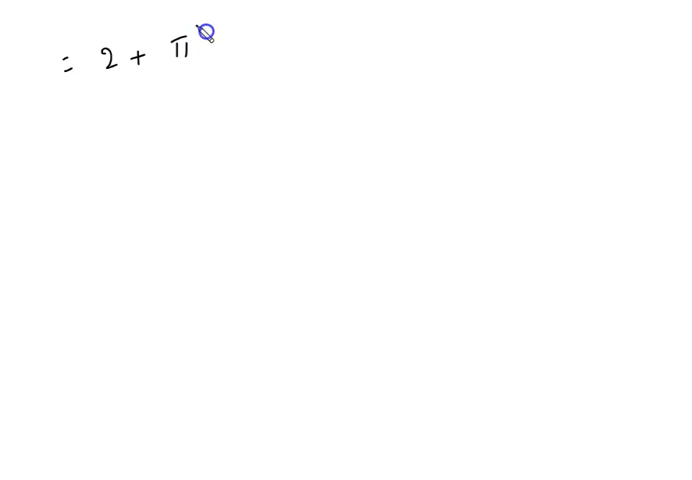 = 2 + π